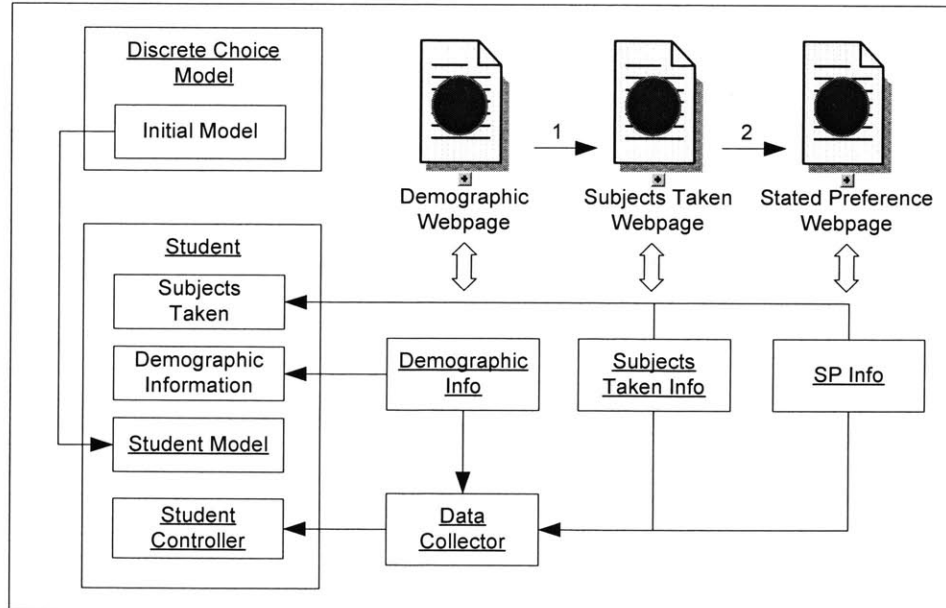 Discrete Choice
Model
Initial Model
1
2
Demographic
Webpage
Subjects Taken
Webpage
Stated Preference
Webpage
Student
Subjects
Taken
Demographic
Information
Demographic
Info
Subjects
Taken Info
SP Info
Student Model
Student
Controller
Data
Collector